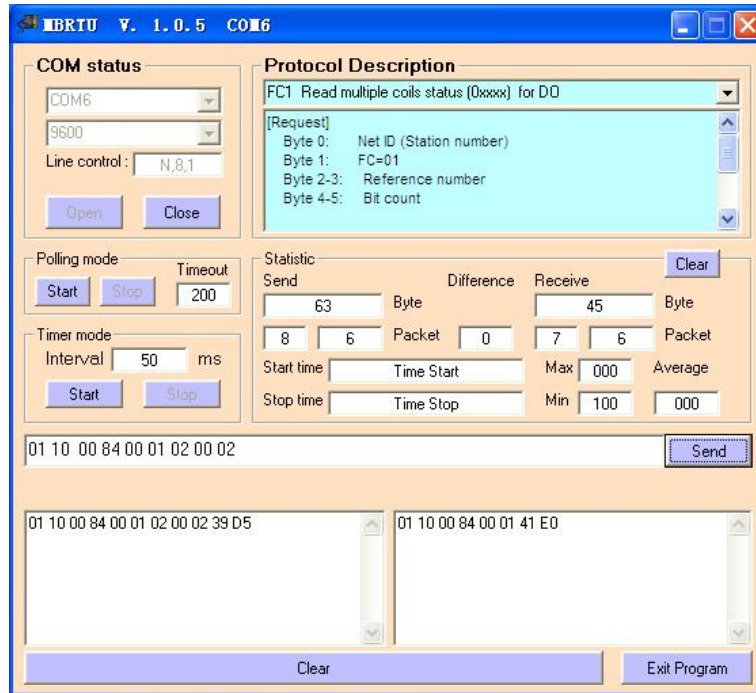 MBRTU V. 1.0.5 COM6
COM status
COM6
9600
Line control : N,8,1
Open Close
Protocol Description
FC1 Read multiple coils status (0xxxx) for DO
[Request]
Byte 0: Net ID (Station number)
Byte 1: FC=01
Byte 2-3: Reference number
Byte 4-5: Bit count
Polling mode
Timeout
Start Stop 200
Timer mode
Interval 50 ms
Start Stop
Statistic Clear
Send Difference Receive
63 Byte 45 Byte
8 6 Packet 0 7 6 Packet
Start time Time Start Max 000 Average
Stop time Time Stop Min 100 000
01 10 00 84 00 01 02 00 02 Send
01 10 00 84 00 01 02 00 02 39 D5
01 10 00 84 00 01 41 E0
Clear Exit Program